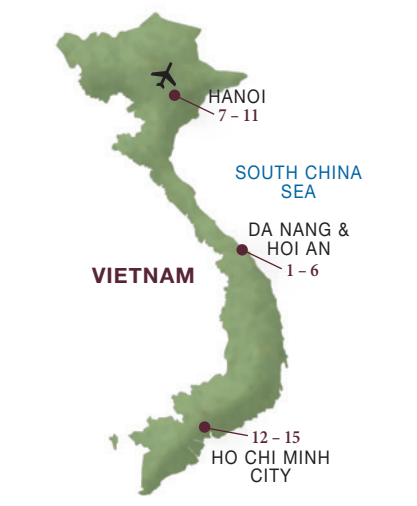 HANOI
7 – 11
SOUTH CHINA
SEA
DA NANG &
HOI AN
1 – 6
VIETNAM
12 – 15
HO CHI MINH
CITY